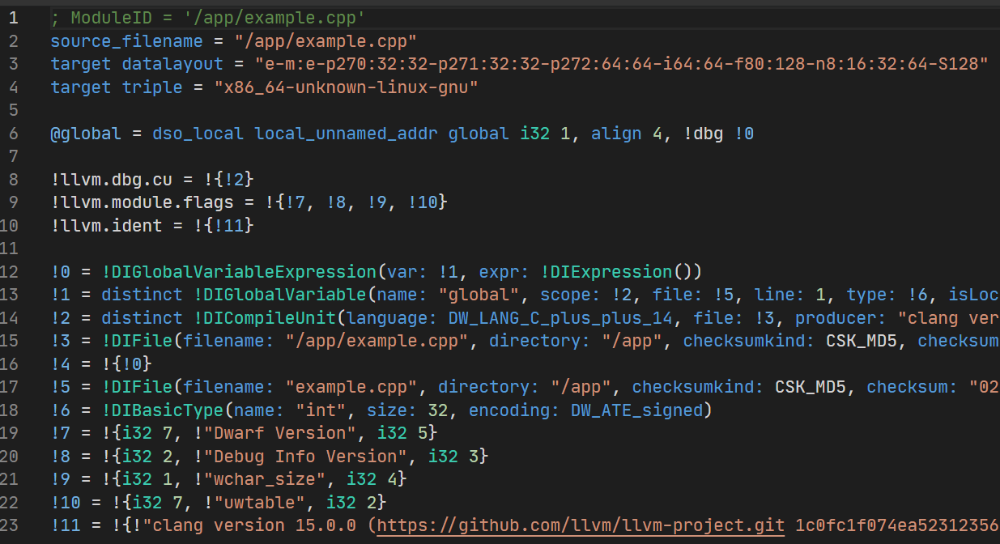 1 ; ModuleID = '/app/example.cpp'
2 source_filename = "/app/example.cpp"
3 target datalayout = "e-m:e-p270:32:32-p271:32:32-p272:64:64-i64:64-f80:128-n8:16:32:64-S128"
4 target triple = "x86_64-unknown-linux-gnu"
5
6 @global = dso_local local_unnamed_addr global i32 1, align 4, !dbg !0
7
8 !llvm.dbg.cu = !{!2}
9 !llvm.module.flags = !{!7, !8, !9, !10}
10 !llvm.ident = !{!11}
11
12 !0 = !DIGlobalVariableExpression(var: !1, expr: !DIExpression())
13 !1 = distinct !DIGlobalVariable(name: "global", scope: !2, file: !5, line: 1, type: !6, isLoc
14 !2 = distinct !DICompileUnit(language: DW_LANG_C_plus_plus_14, file: !3, producer: "clang ver
15 !3 = !DIFile(filename: "/app/example.cpp", directory: "/app", checksumkind: CSK_MD5, checksum
16 !4 = !{!0}
17 !5 = !DIFile(filename: "example.cpp", directory: "/app", checksumkind: CSK_MD5, checksum: "02
18 !6 = !DIBasicType(name: "int", size: 32, encoding: DW_ATE_signed)
19 !7 = !{i32 7, !"Dwarf Version", i32 5}
20 !8 = !{i32 2, !"Debug Info Version", i32 3}
21 !9 = !{i32 1, !"wchar_size", i32 4}
22 !10 = !{i32 7, !"uwtable", i32 2}
23 !11 = !{!"clang version 15.0.0 (https://github.com/llvm/llvm-project.git 1c0fc1f074ea52312356